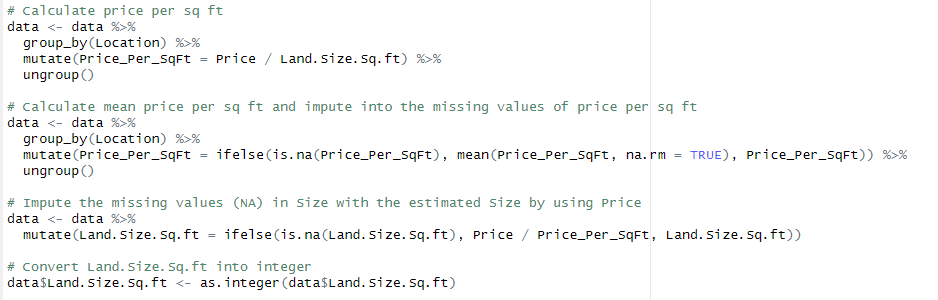 # Calculate price per sq ft
data <- data %>%
  group_by(Location) %>%
  mutate(Price_Per_SqFt = Price / Land.Size.Sq.ft) %>%
  ungroup()

# Calculate mean price per sq ft and impute into the missing values of price per sq ft
data <- data %>%
  group_by(Location) %>%
  mutate(Price_Per_SqFt = ifelse(is.na(Price_Per_SqFt), mean(Price_Per_SqFt, na.rm = TRUE), Price_Per_SqFt)) %>%
  ungroup()

# Impute the missing values (NA) in Size with the estimated Size by using Price
data <- data %>%
  mutate(Land.Size.Sq.ft = ifelse(is.na(Land.Size.Sq.ft), Price / Price_Per_SqFt, Land.Size.Sq.ft))

# Convert Land.Size.Sq.ft into integer
data$Land.Size.Sq.ft <- as.integer(data$Land.Size.Sq.ft)